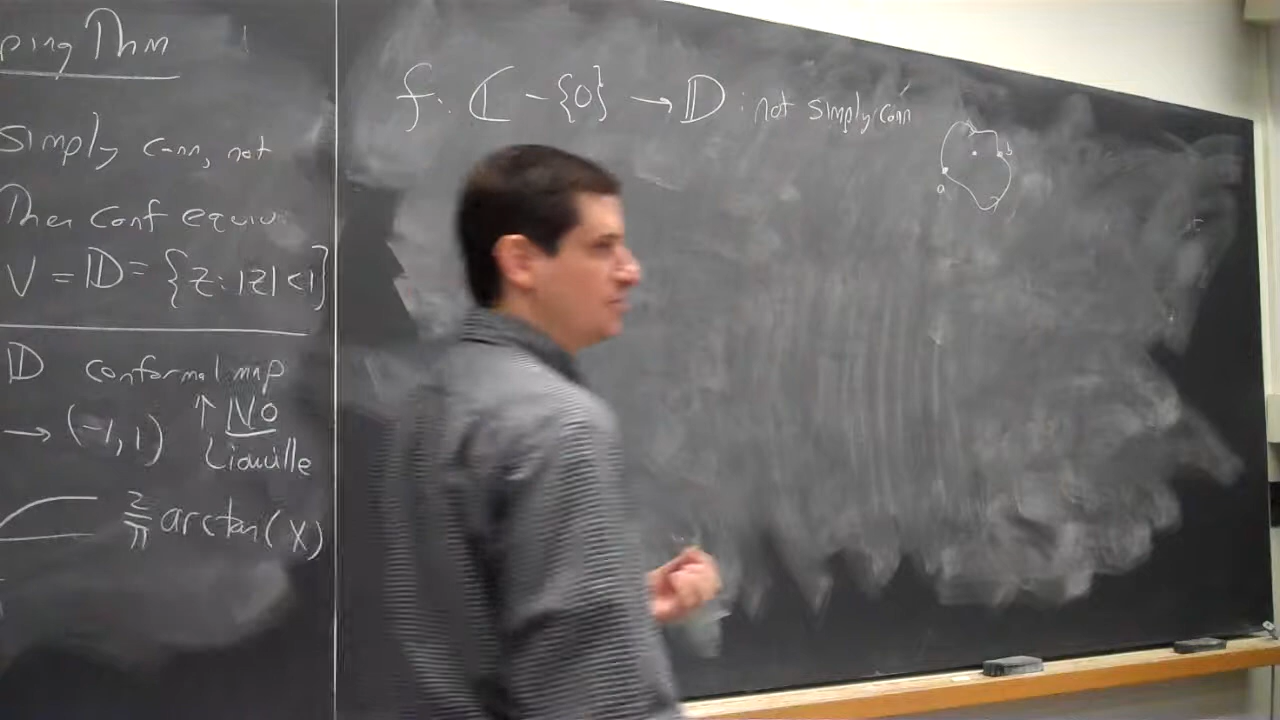 ping Thm
simply conn, not
Then conf equiv
V = 𝔻 = {z: |z| < 1}
𝔻 conformal map
→ (-1, 1) ↑ No
Liouville
2/π arctan(x)
f: ℂ - {0} → 𝔻 : not simply conn
b
a